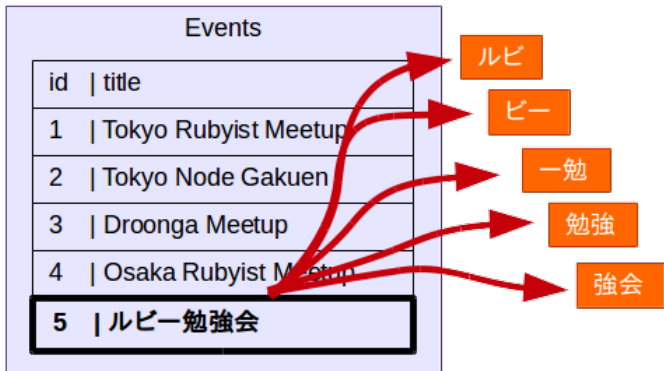 Events
id | title
1 | Tokyo Rubyist Meetup
2 | Tokyo Node Gakuen
3 | Droonga Meetup
4 | Osaka Rubyist Meetup
5 | ルビー勉強会
ルビ
ビー
ー勉
勉強
強会